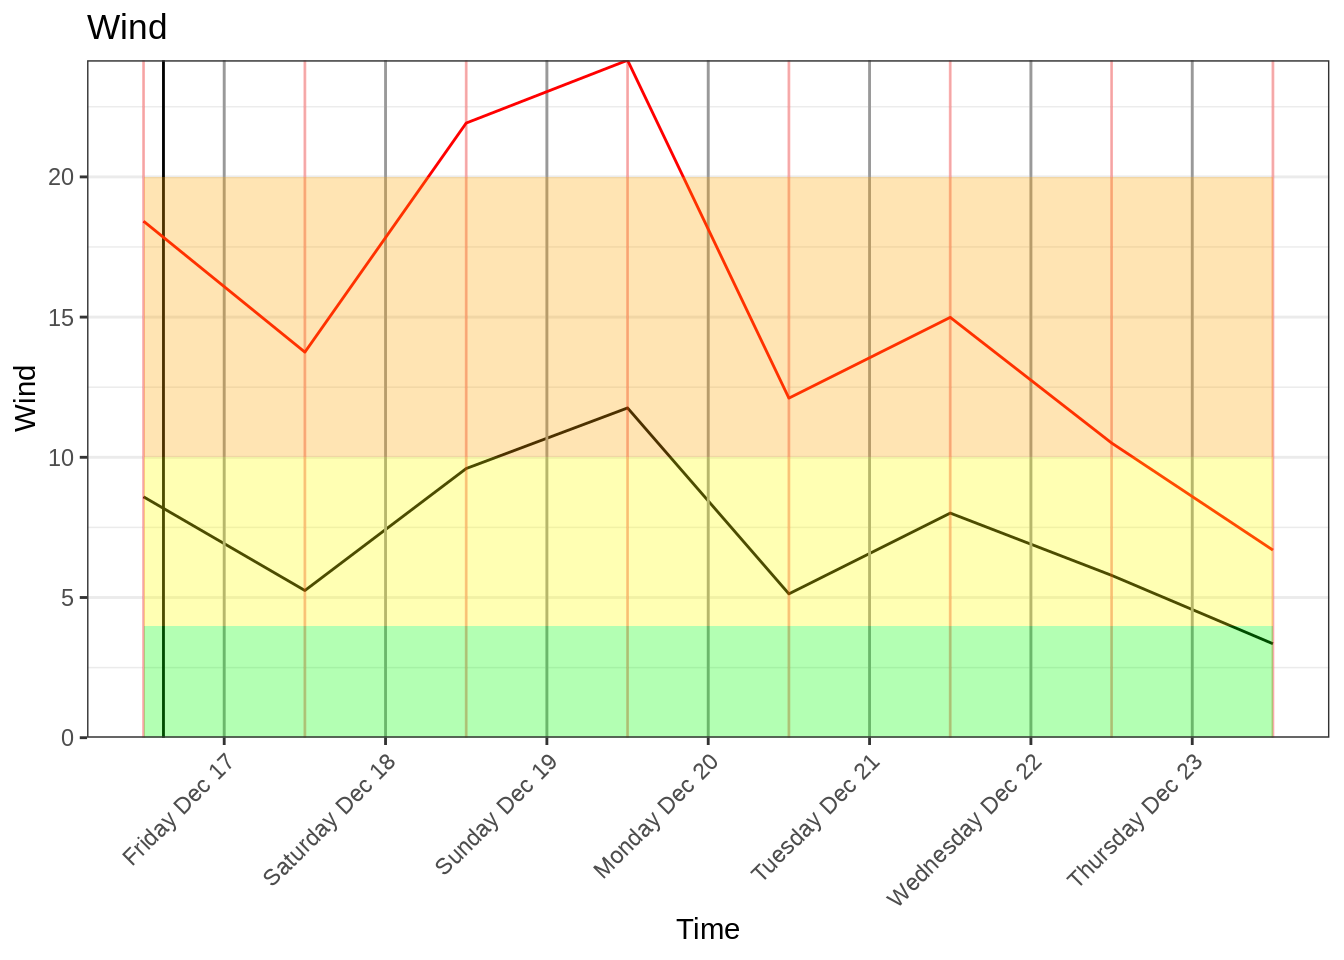 Wind
Wind
20
15
10
5
0
Friday Dec 17
Saturday Dec 18
Sunday Dec 19
Monday Dec 20
Tuesday Dec 21
Wednesday Dec 22
Thursday Dec 23
Time